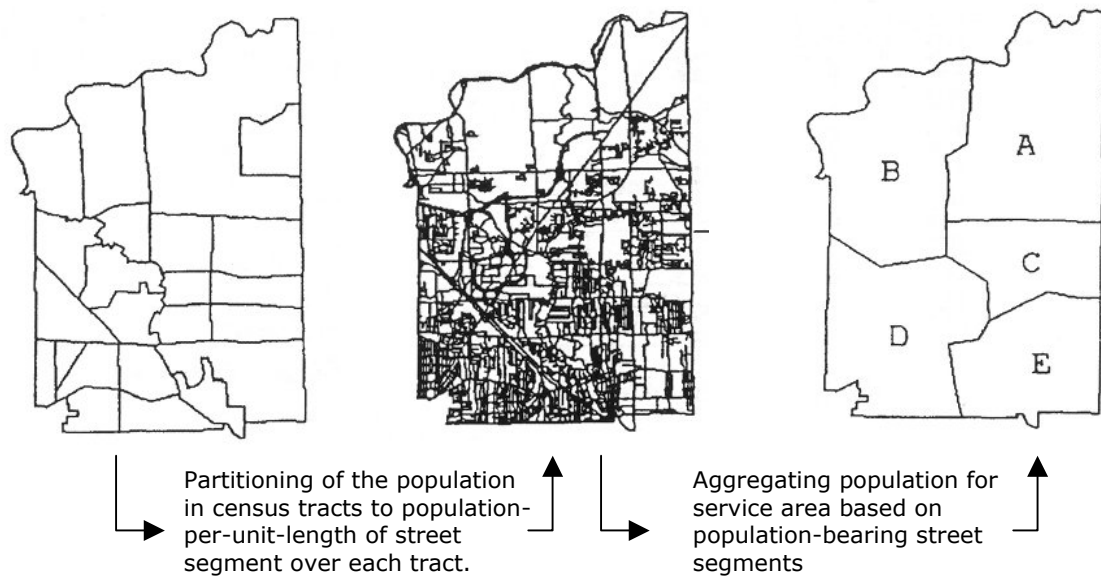 A
B
C
D
E
Partitioning of the population
in census tracts to population-
per-unit-length of street
segment over each tract.
Aggregating population for
service area based on
population-bearing street
segments